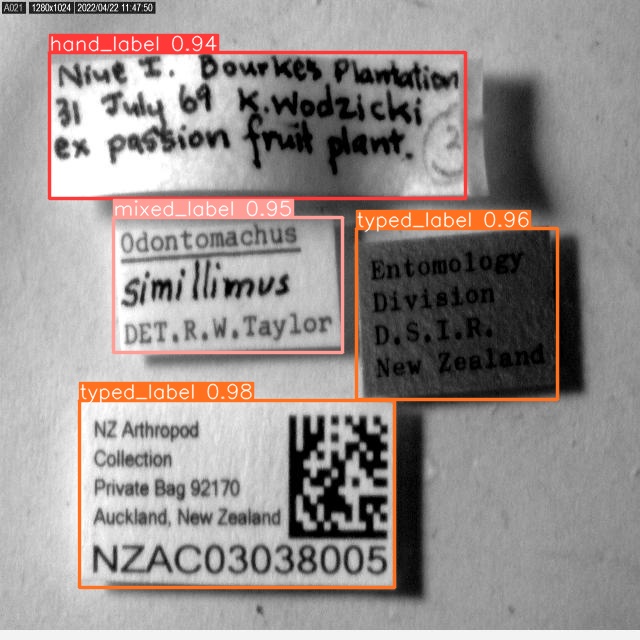 A021 1280x1024 2022/04/22 11:47:50
hand_label 0.94
Niue I. Bourkes Plantation
31 July 69 K.Wodzicki
ex passion fruit plant.
2
mixed_label 0.95
Odontomachus
simillimus
DET.R.W.Taylor
typed_label 0.96
Entomology
Division
D.S.I.R.
New Zealand
typed_label 0.98
NZ Arthropod
Collection
Private Bag 92170
Auckland, New Zealand
NZAC03038005